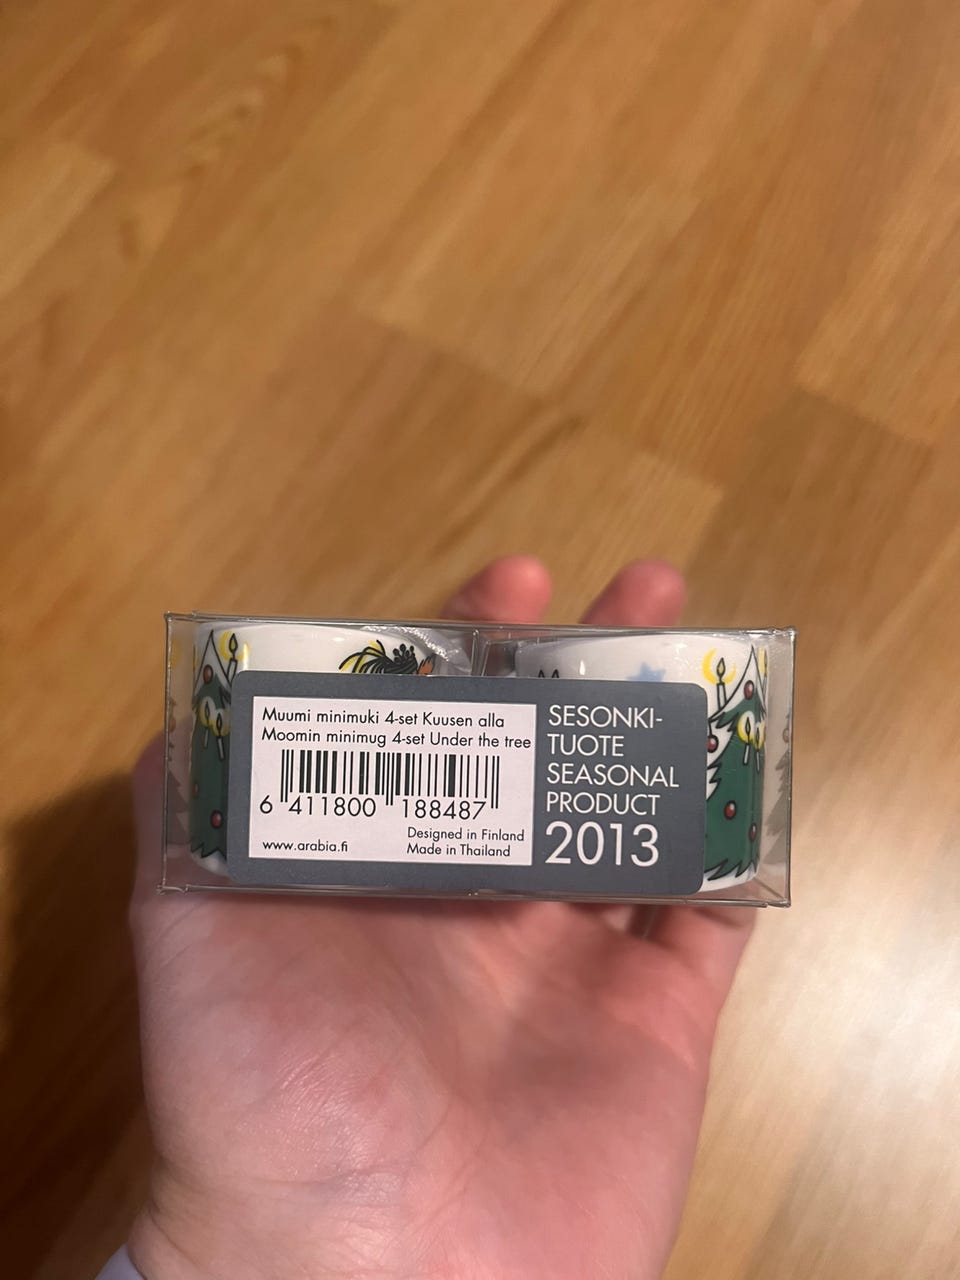 Muumi minimuki 4-set Kuusen alla
Moomin minimug 4-set Under the tree
6 411800 188487
Designed in Finland
www.arabia.fi
Made in Thailand
SESONKI-
TUOTE
SEASONAL
PRODUCT
2013